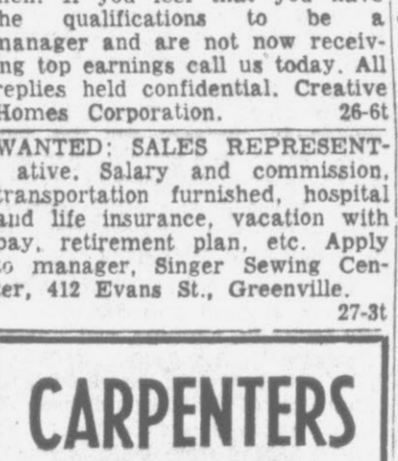 the qualifications to be a
manager and are not now receiv-
ing top earnings call us today. All
replies held confidential. Creative
Homes Corporation. 26-6t
WANTED: SALES REPRESENT-
ative. Salary and commission,
transportation furnished, hospital
and life insurance, vacation with
pay, retirement plan, etc. Apply
to manager, Singer Sewing Cen-
ter, 412 Evans St., Greenville.
27-3t
CARPENTERS